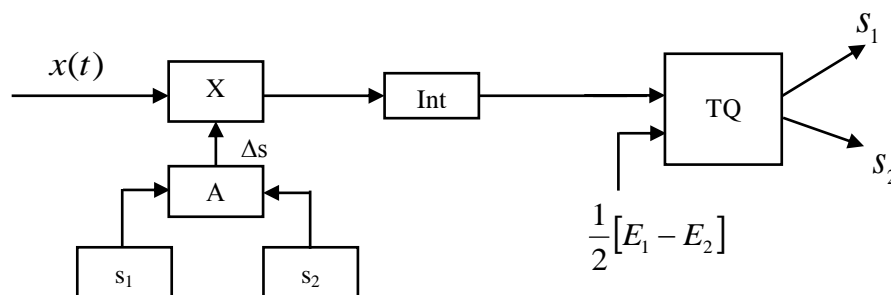 x(t)
X
Int
TQ
s₁
s₂
Δs
A
s₁
s₂
½[E₁ − E₂]